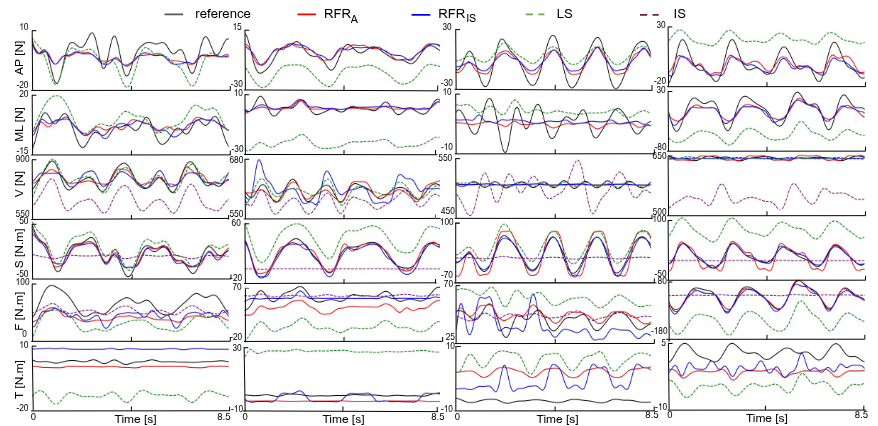 reference RFR_A RFR_IS LS IS
AP [N] 10 -20 15 -30 30 -30 30 -20
ML [N] 20 -15 10 -30 10 -10 30 -80
V [N] 900 550 680 550 550 450 650 500
S [N.m] 50 -50 60 -20 100 -70 100 -50
F [N.m] 100 0 70 20 70 25 80 -180
T [N.m] 10 -20 30 -10 10 -10 5 -10
0 Time [s] 8.5 0 Time [s] 8.5 0 Time [s] 8.5 0 Time [s] 8.5